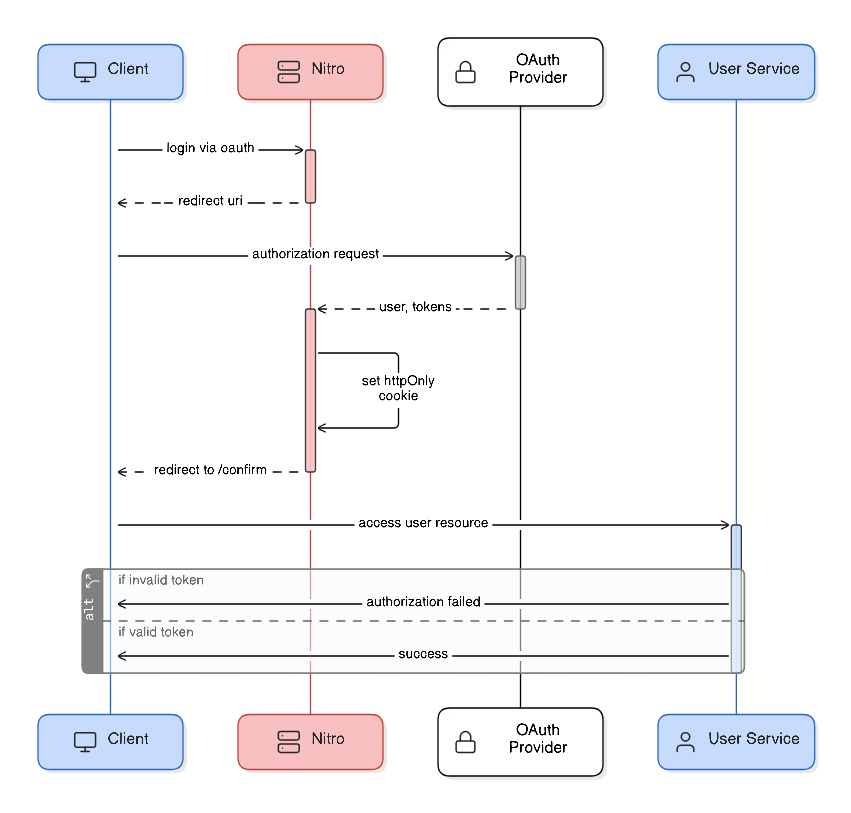 Client
Nitro
OAuth
Provider
User Service
login via oauth
redirect uri
authorization request
user, tokens
set httpOnly
cookie
redirect to /confirm
access user resource
alt
if invalid token
authorization failed
if valid token
success
Client
Nitro
OAuth
Provider
User Service